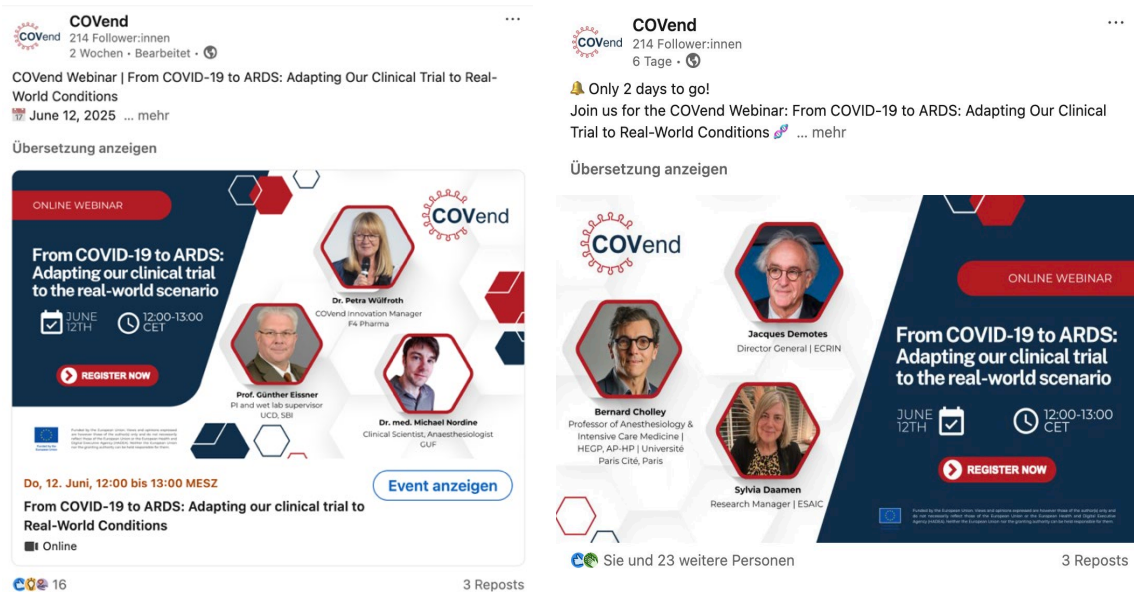 COVend
214 Follower:innen
2 Wochen • Bearbeitet •
COVend Webinar | From COVID-19 to ARDS: Adapting Our Clinical Trial to Real-
World Conditions
June 12, 2025 ... mehr
Übersetzung anzeigen
ONLINE WEBINAR
From COVID-19 to ARDS:
Adapting our clinical trial
to the real-world scenario
JUNE
12TH
12:00-13:00
CET
REGISTER NOW
COVend
Dr. Petra Wülfroth
COVend Innovation Manager
F4 Pharma
Prof. Günther Eissner
PI and wet lab supervisor
UCD, SBI
Dr. med. Michael Nordine
Clinical Scientist, Anaesthesiologist
GUF
Do, 12. Juni, 12:00 bis 13:00 MESZ
Event anzeigen
From COVID-19 to ARDS: Adapting our clinical trial to
Real-World Conditions
Online
16
3 Reposts
COVend
214 Follower:innen
6 Tage •
Only 2 days to go!
Join us for the COVend Webinar: From COVID-19 to ARDS: Adapting Our Clinical
Trial to Real-World Conditions ... mehr
Übersetzung anzeigen
COVend
Jacques Demotes
Director General | ECRIN
Bernard Cholley
Professor of Anesthesiology &
Intensive Care Medicine |
HEGP, AP-HP | Université
Paris Cité, Paris
Sylvia Daamen
Research Manager | ESAIC
ONLINE WEBINAR
From COVID-19 to ARDS:
Adapting our clinical trial
to the real-world scenario
JUNE
12TH
12:00-13:00
CET
REGISTER NOW
Sie und 23 weitere Personen
3 Reposts